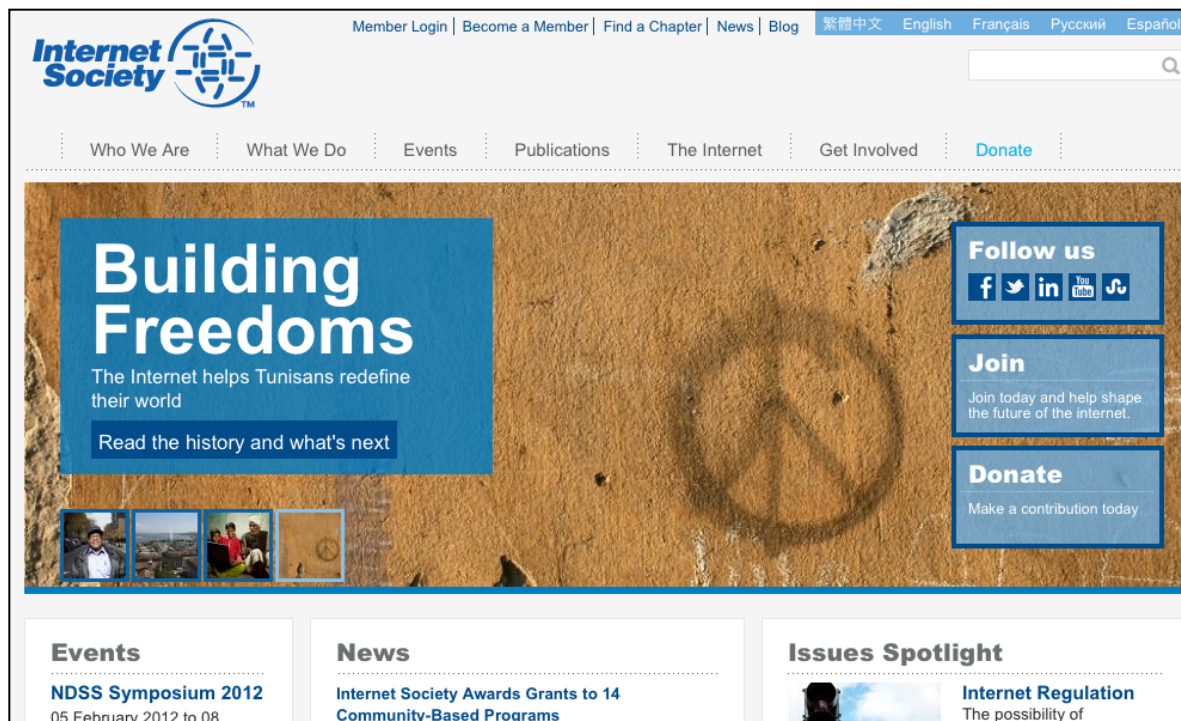 Member Login | Become a Member | Find a Chapter | News | Blog
繁體中文 English Français Русский Español
Internet
Society
TM
Who We Are
What We Do
Events
Publications
The Internet
Get Involved
Donate
Building
Freedoms
The Internet helps Tunisans redefine
their world
Read the history and what's next
Follow us
f in You Tube
Join
Join today and help shape
the future of the internet.
Donate
Make a contribution today
Events
NDSS Symposium 2012
05 February 2012 to 08
News
Internet Society Awards Grants to 14
Community-Based Programs
Issues Spotlight
Internet Regulation
The possibility of